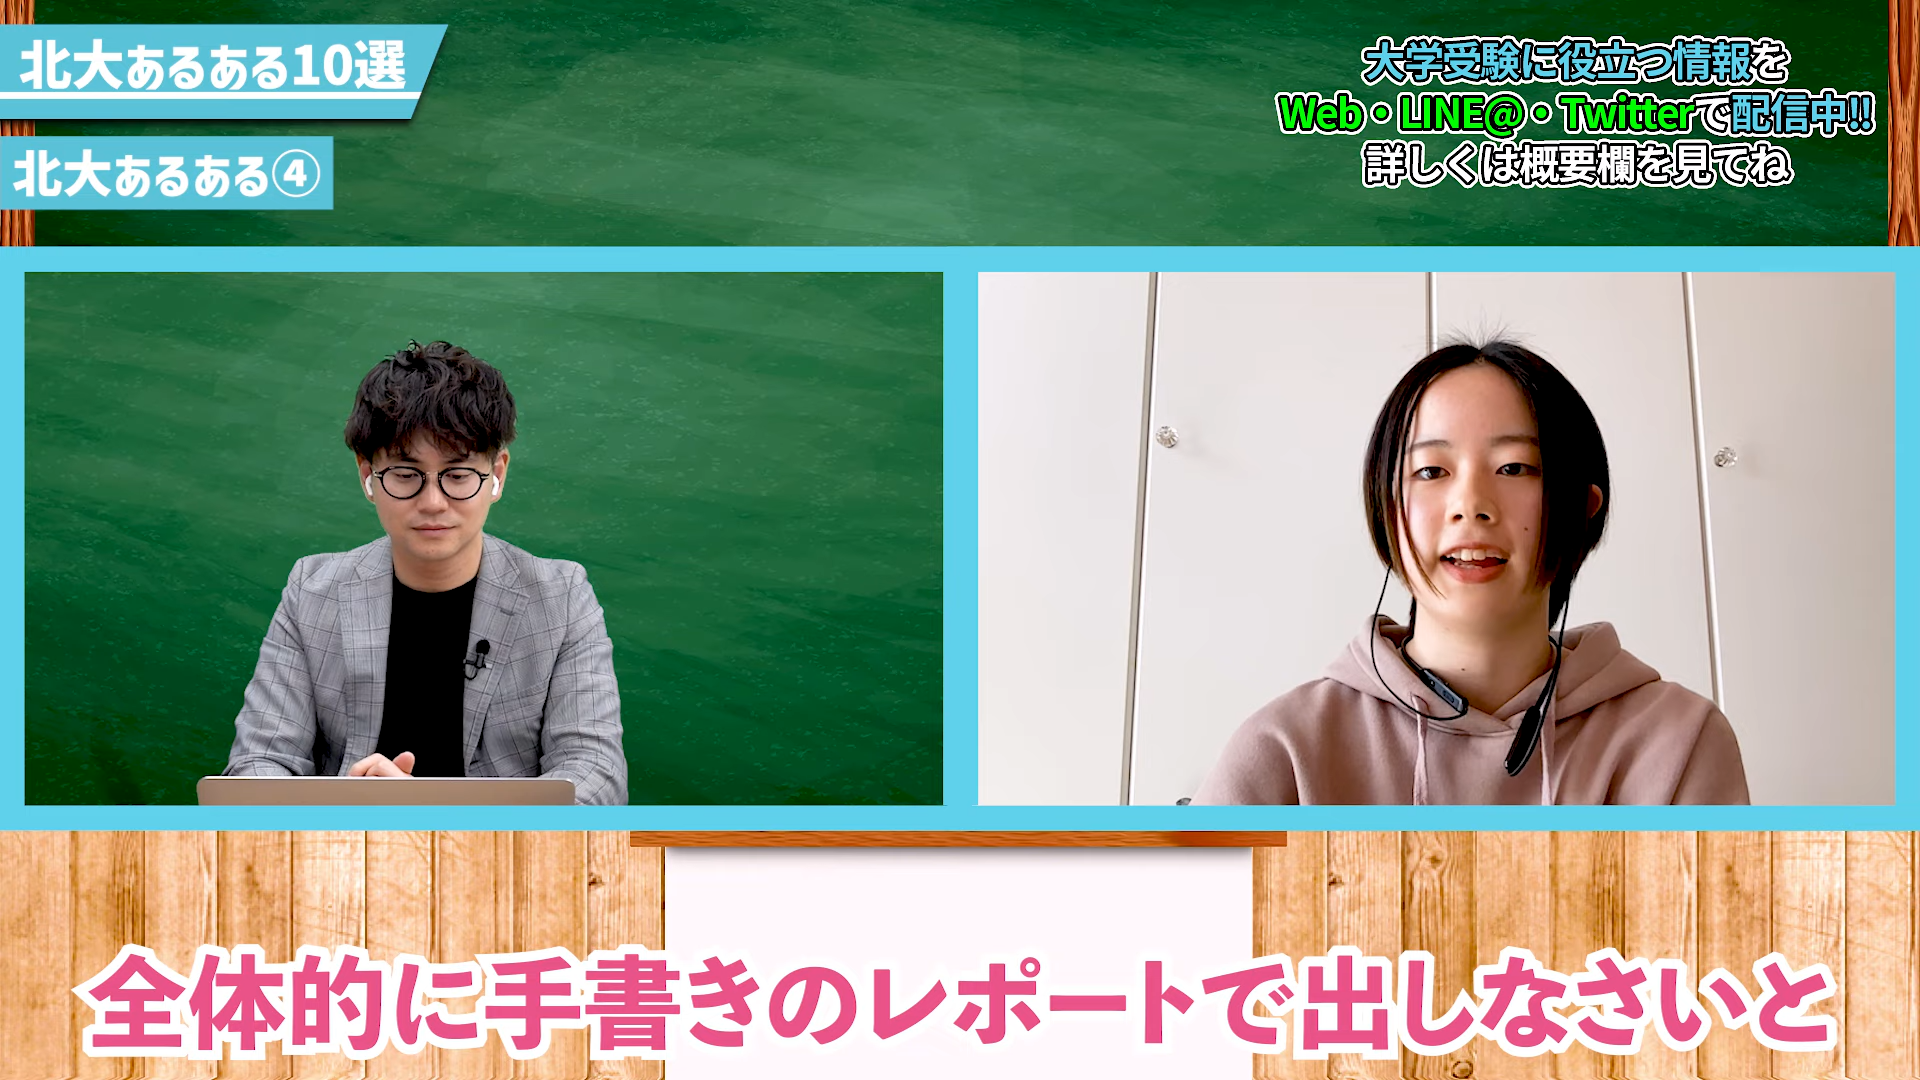 北大あるある10選
北大あるある④
大学受験に役立つ情報を
Web・LINE@・Twitterで配信中!!
詳しくは概要欄を見てね
全体的に手書きのレポートで出しなさいと